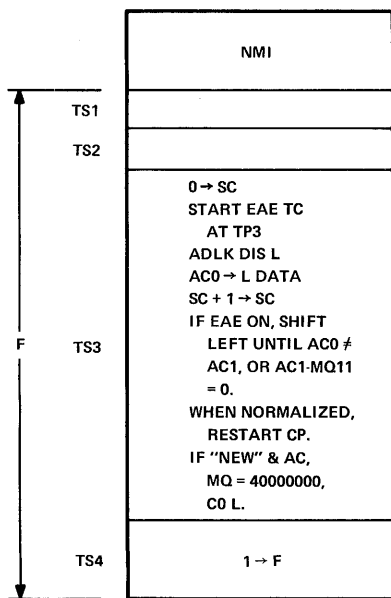 NMI
TS1
TS2
F
TS3
0 → SC
START EAE TC
AT TP3
ADLK DIS L
AC0 → L DATA
SC + 1 → SC
IF EAE ON, SHIFT
LEFT UNTIL AC0 ≠
AC1, OR AC1-MQ11
= 0.
WHEN NORMALIZED,
RESTART CP.
IF "NEW" & AC,
MQ = 40000000,
C0 L.
TS4
1 → F